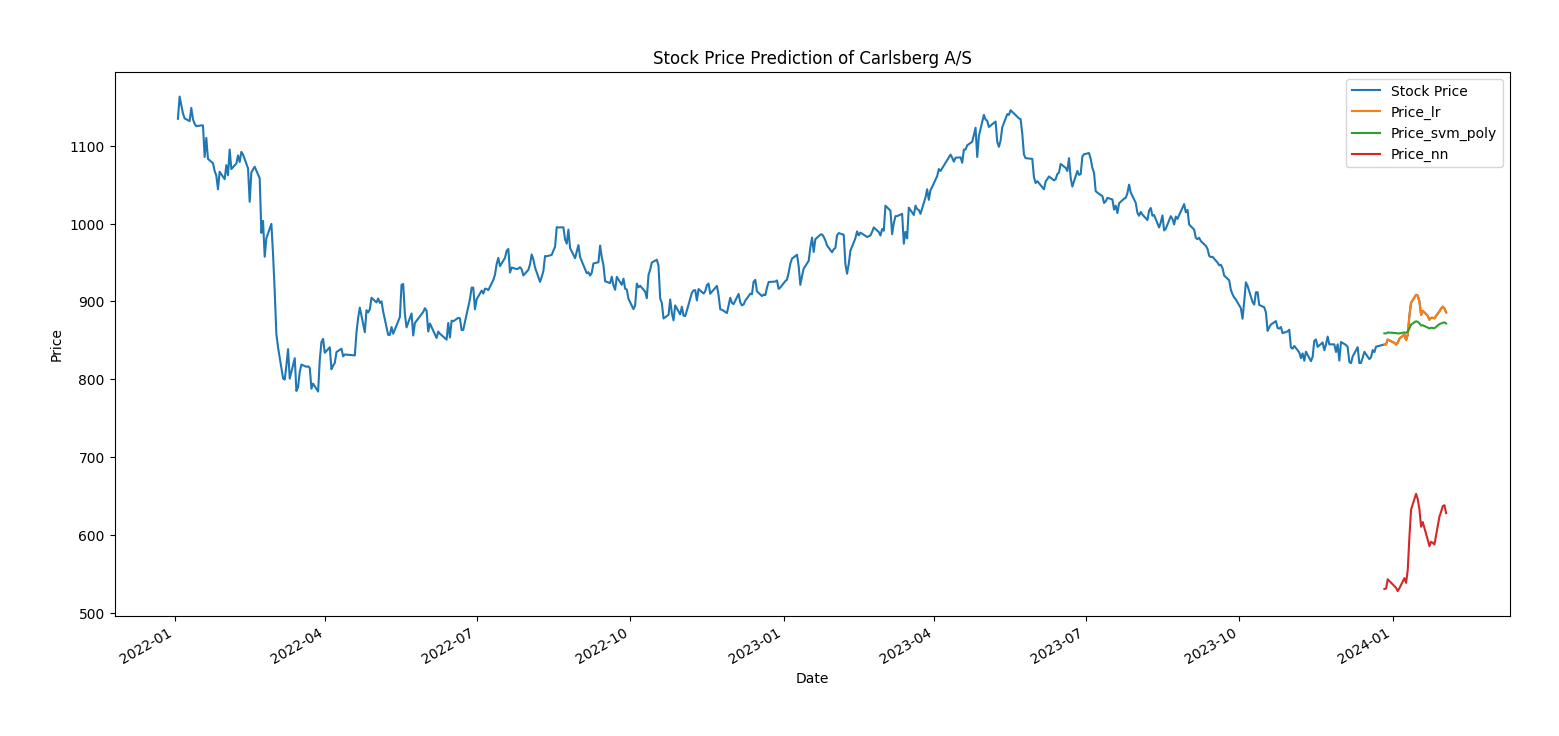 Stock Price Prediction of Carlsberg A/S
Stock Price
Price_lr
Price_svm_poly
Price_nn
Price
1100
1000
900
800
700
600
500
2022-01
2022-04
2022-07
2022-10
2023-01
2023-04
2023-07
2023-10
2024-01
Date